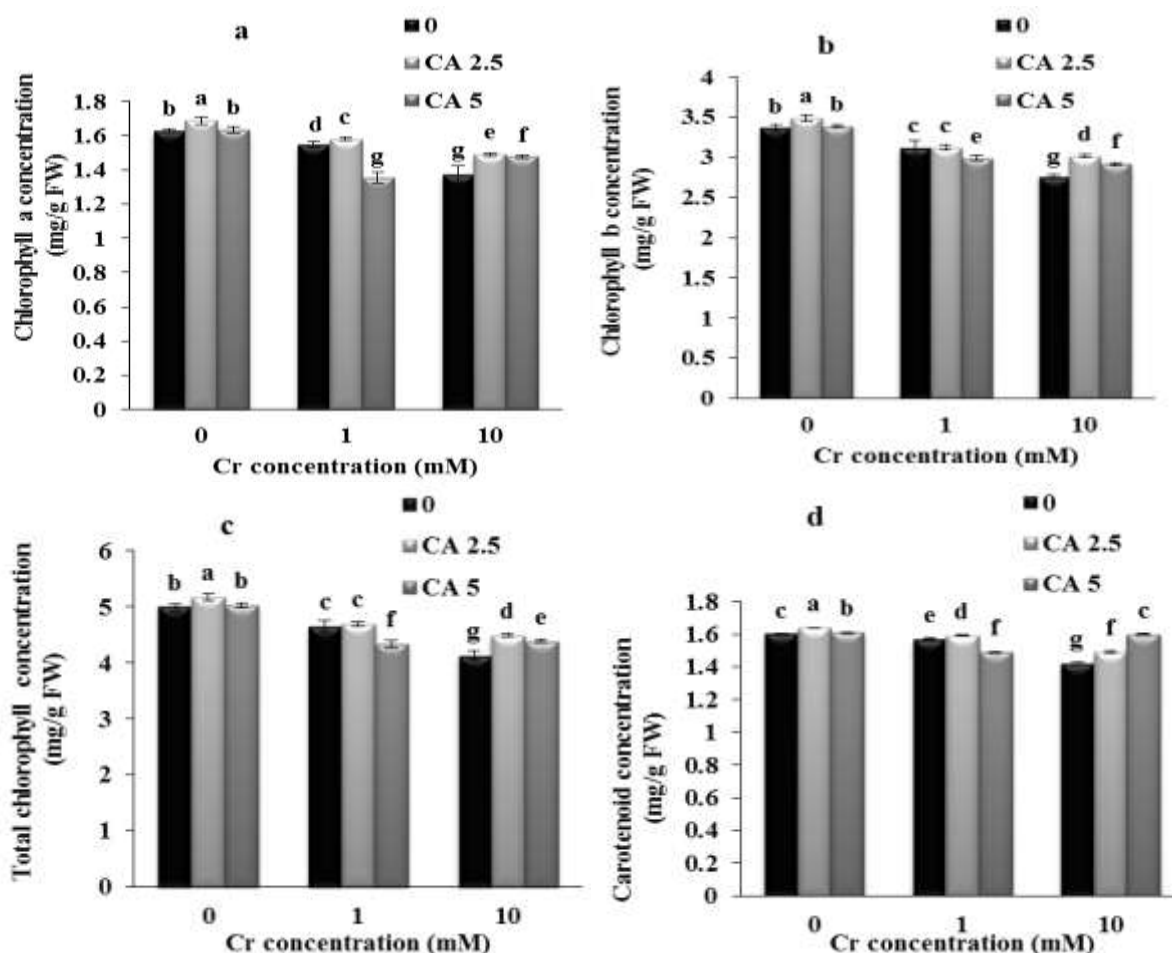 a
0
CA 2.5
CA 5
Chlorophyll a concentration
(mg/g FW)
1.8
1.6
1.4
1.2
1
0.8
0.6
0.4
0.2
0
b a b
d c g
g e f
0 1 10
Cr concentration (mM)
b
0
CA 2.5
CA 5
Chlorophyll b concentration
(mg/g FW)
4
3.5
3
2.5
2
1.5
1
0.5
0
b a b
c c e
g d f
0 1 10
Cr concentration (mM)
c
0
CA 2.5
CA 5
Total chlorophyll concentration
(mg/g FW)
6
5
4
3
2
1
0
b a b
c c f
g d e
0 1 10
Cr concentration (mM)
d
0
CA 2.5
CA 5
Carotenoid concentration
(mg/g FW)
1.8
1.6
1.4
1.2
1
0.8
0.6
0.4
0.2
0
c a b
e d f
g f c
0 1 10
Cr concentration (mM)